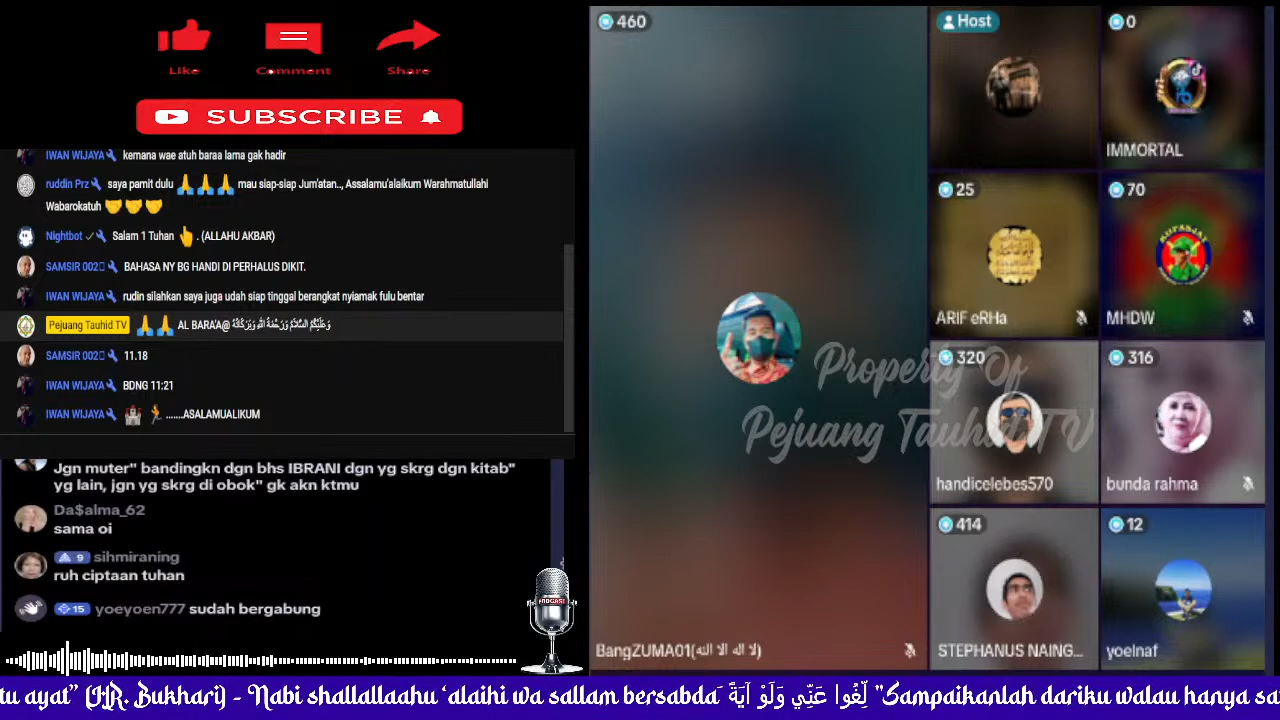 Like Comment Share
SUBSCRIBE
IWAN WIJAYA kemana wae atuh baraa lama gak hadir
ruddin Prz saya pamit dulu 🙏🙏🙏 mau siap-siap Jum'atan.., Assalamu'alaikum Warahmatullahi
Wabarokatuh 🤝🤝🤝
Nightbot ✓ Salam 1 Tuhan 👆. (ALLAHU AKBAR)
SAMSIR 002 BAHASA NY BG HANDI DI PERHALUS DIKIT.
IWAN WIJAYA rudin silahkan saya juga udah siap tinggal berangkat nyiamak fulu bentar
Pejuang Tauhid TV 🙏🙏 AL BARA'A@ وَعَلَيْكُمُ السَّلاَمُ وَرَحْمَةُ اللهِ وَبَرَكَاتُهُ
SAMSIR 002 11.18
IWAN WIJAYA BDNG 11:21
IWAN WIJAYA 🕌🏃.......ASALAMUALIKUM
Jgn muter" bandingkn dgn bhs IBRANI dgn yg skrg dgn kitab"
yg lain, jgn yg skrg di obok" gk akn ktmu
Da$alma_62
sama oi
9 sihmiraning
ruh ciptaan tuhan
15 yoeyoen777 sudah bergabung
PODCAST
460
BangZUMA01(لا اله الا الله)
Host
0
IMMORTAL
25
ARIF eRHa
70
MHDW
320
handicelebes570
316
bunda rahma
414
STEPHANUS NAING...
12
yoelnaf
Property Of
Pejuang Tauhid TV
tu ayat” (HR. Bukhari) - Nabi shallallaahu ‘alaihi wa sallam bersabda لِّغُوا عَنِّي وَلَوْ آيَةً "Sampaikanlah dariku walau hanya sa